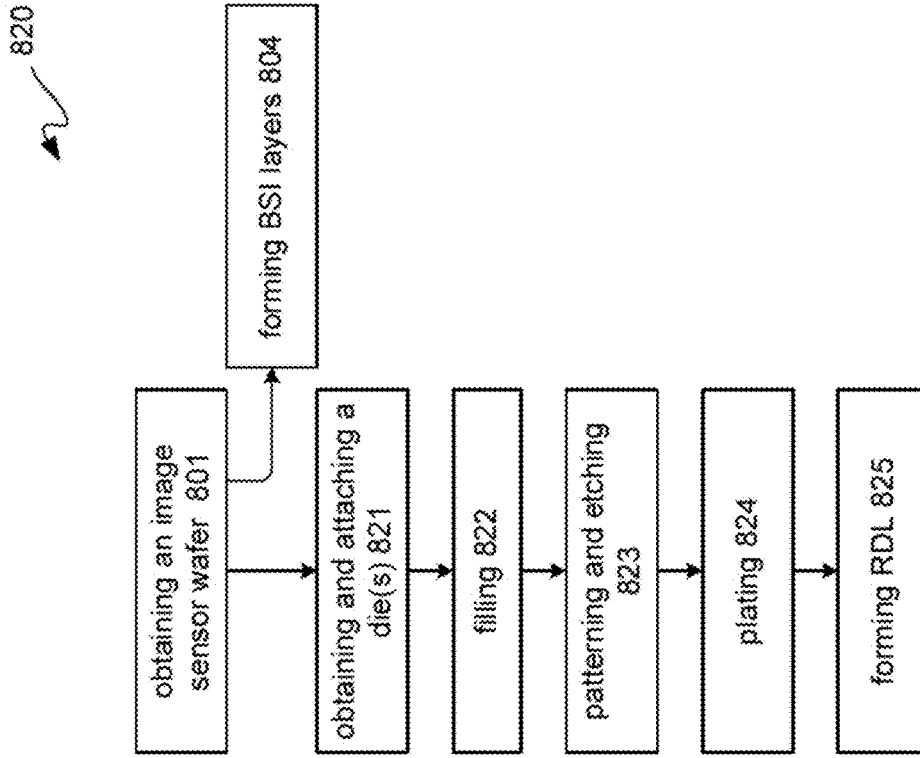 820
obtaining an image
sensor wafer 801
forming BSI layers 804
obtaining and attaching a
die(s) 821
filling 822
patterning and etching
823
plating 824
forming RDL 825